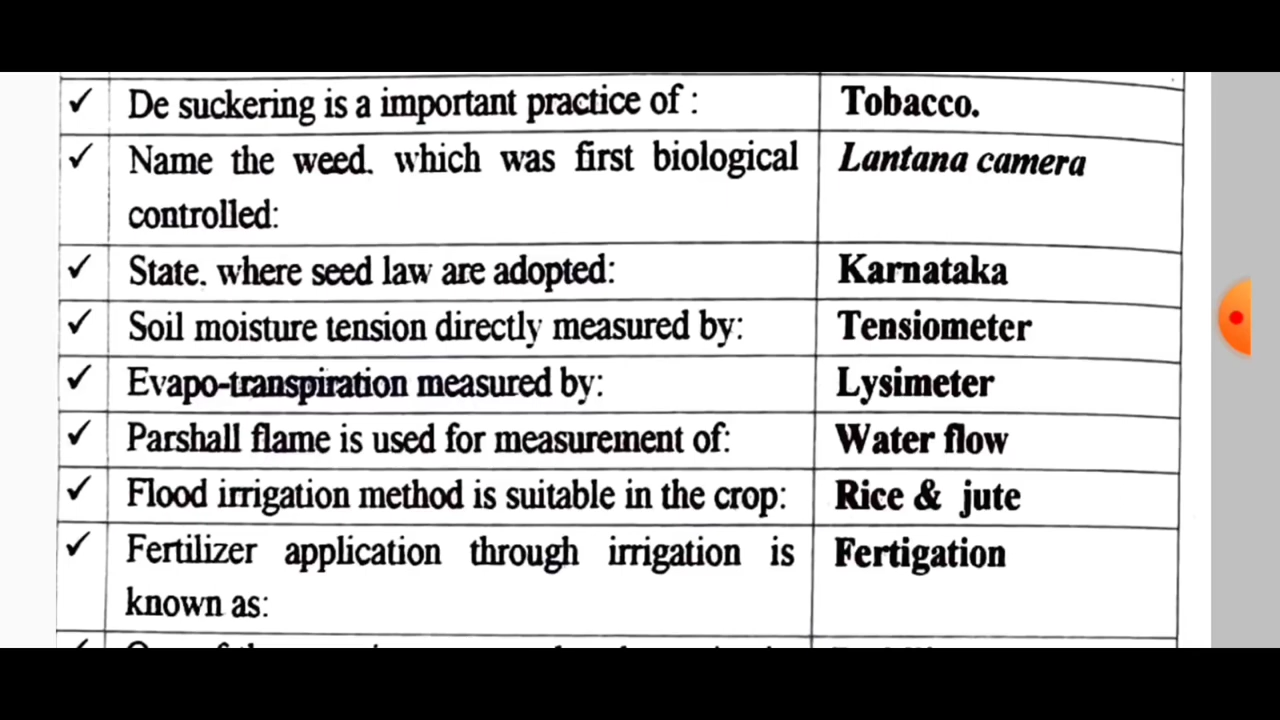 ✓ De suckering is a important practice of : Tobacco.
✓ Name the weed. which was first biological Lantana camera
controlled:
✓ State. where seed law are adopted: Karnataka
✓ Soil moisture tension directly measured by: Tensiometer
✓ Evapo-transpiration measured by: Lysimeter
✓ Parshall flame is used for measurement of: Water flow
✓ Flood irrigation method is suitable in the crop: Rice & jute
✓ Fertilizer application through irrigation is Fertigation
known as: